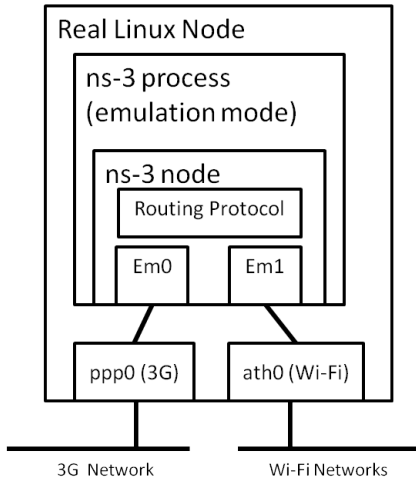 Real Linux Node
ns-3 process
(emulation mode)
ns-3 node
Routing Protocol
Em0
Em1
ppp0 (3G)
ath0 (Wi-Fi)
3G Network
Wi-Fi Networks